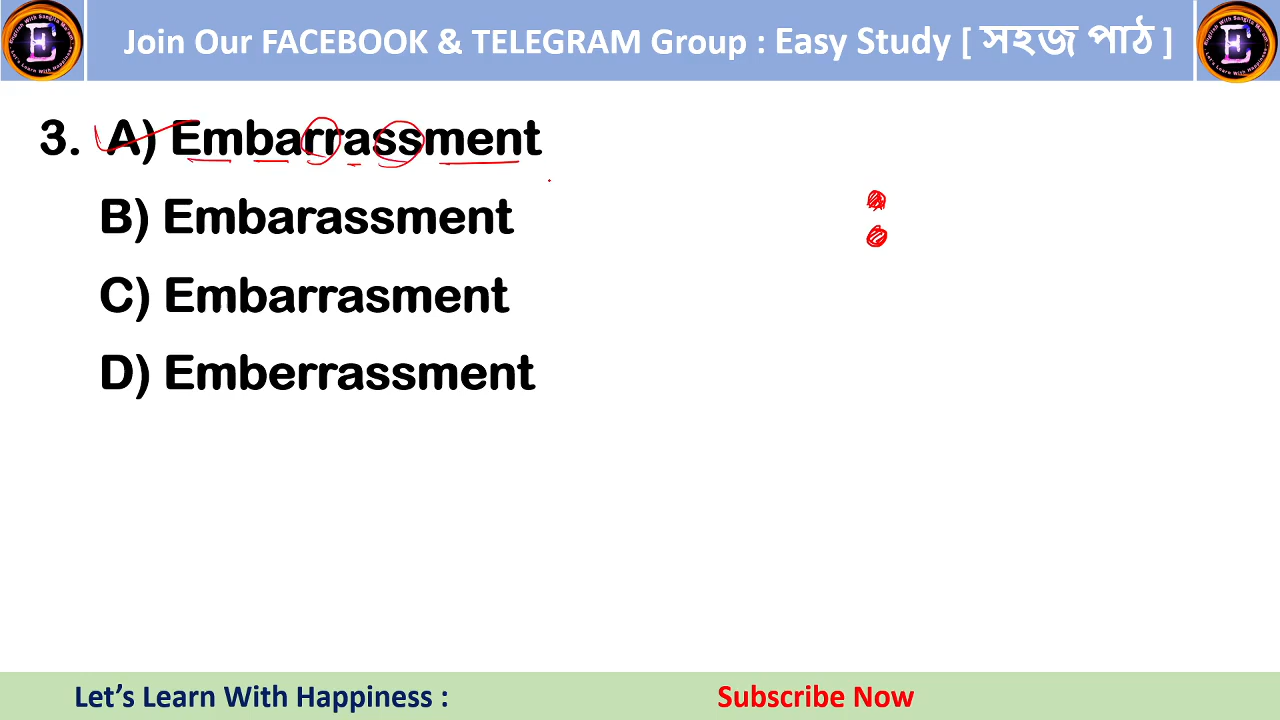 Join Our FACEBOOK & TELEGRAM Group : Easy Study [ সহজ পাঠ ]
3. A) Embarrassment
B) Embarassment
C) Embarrasment
D) Emberrassment
Let's Learn With Happiness :
Subscribe Now